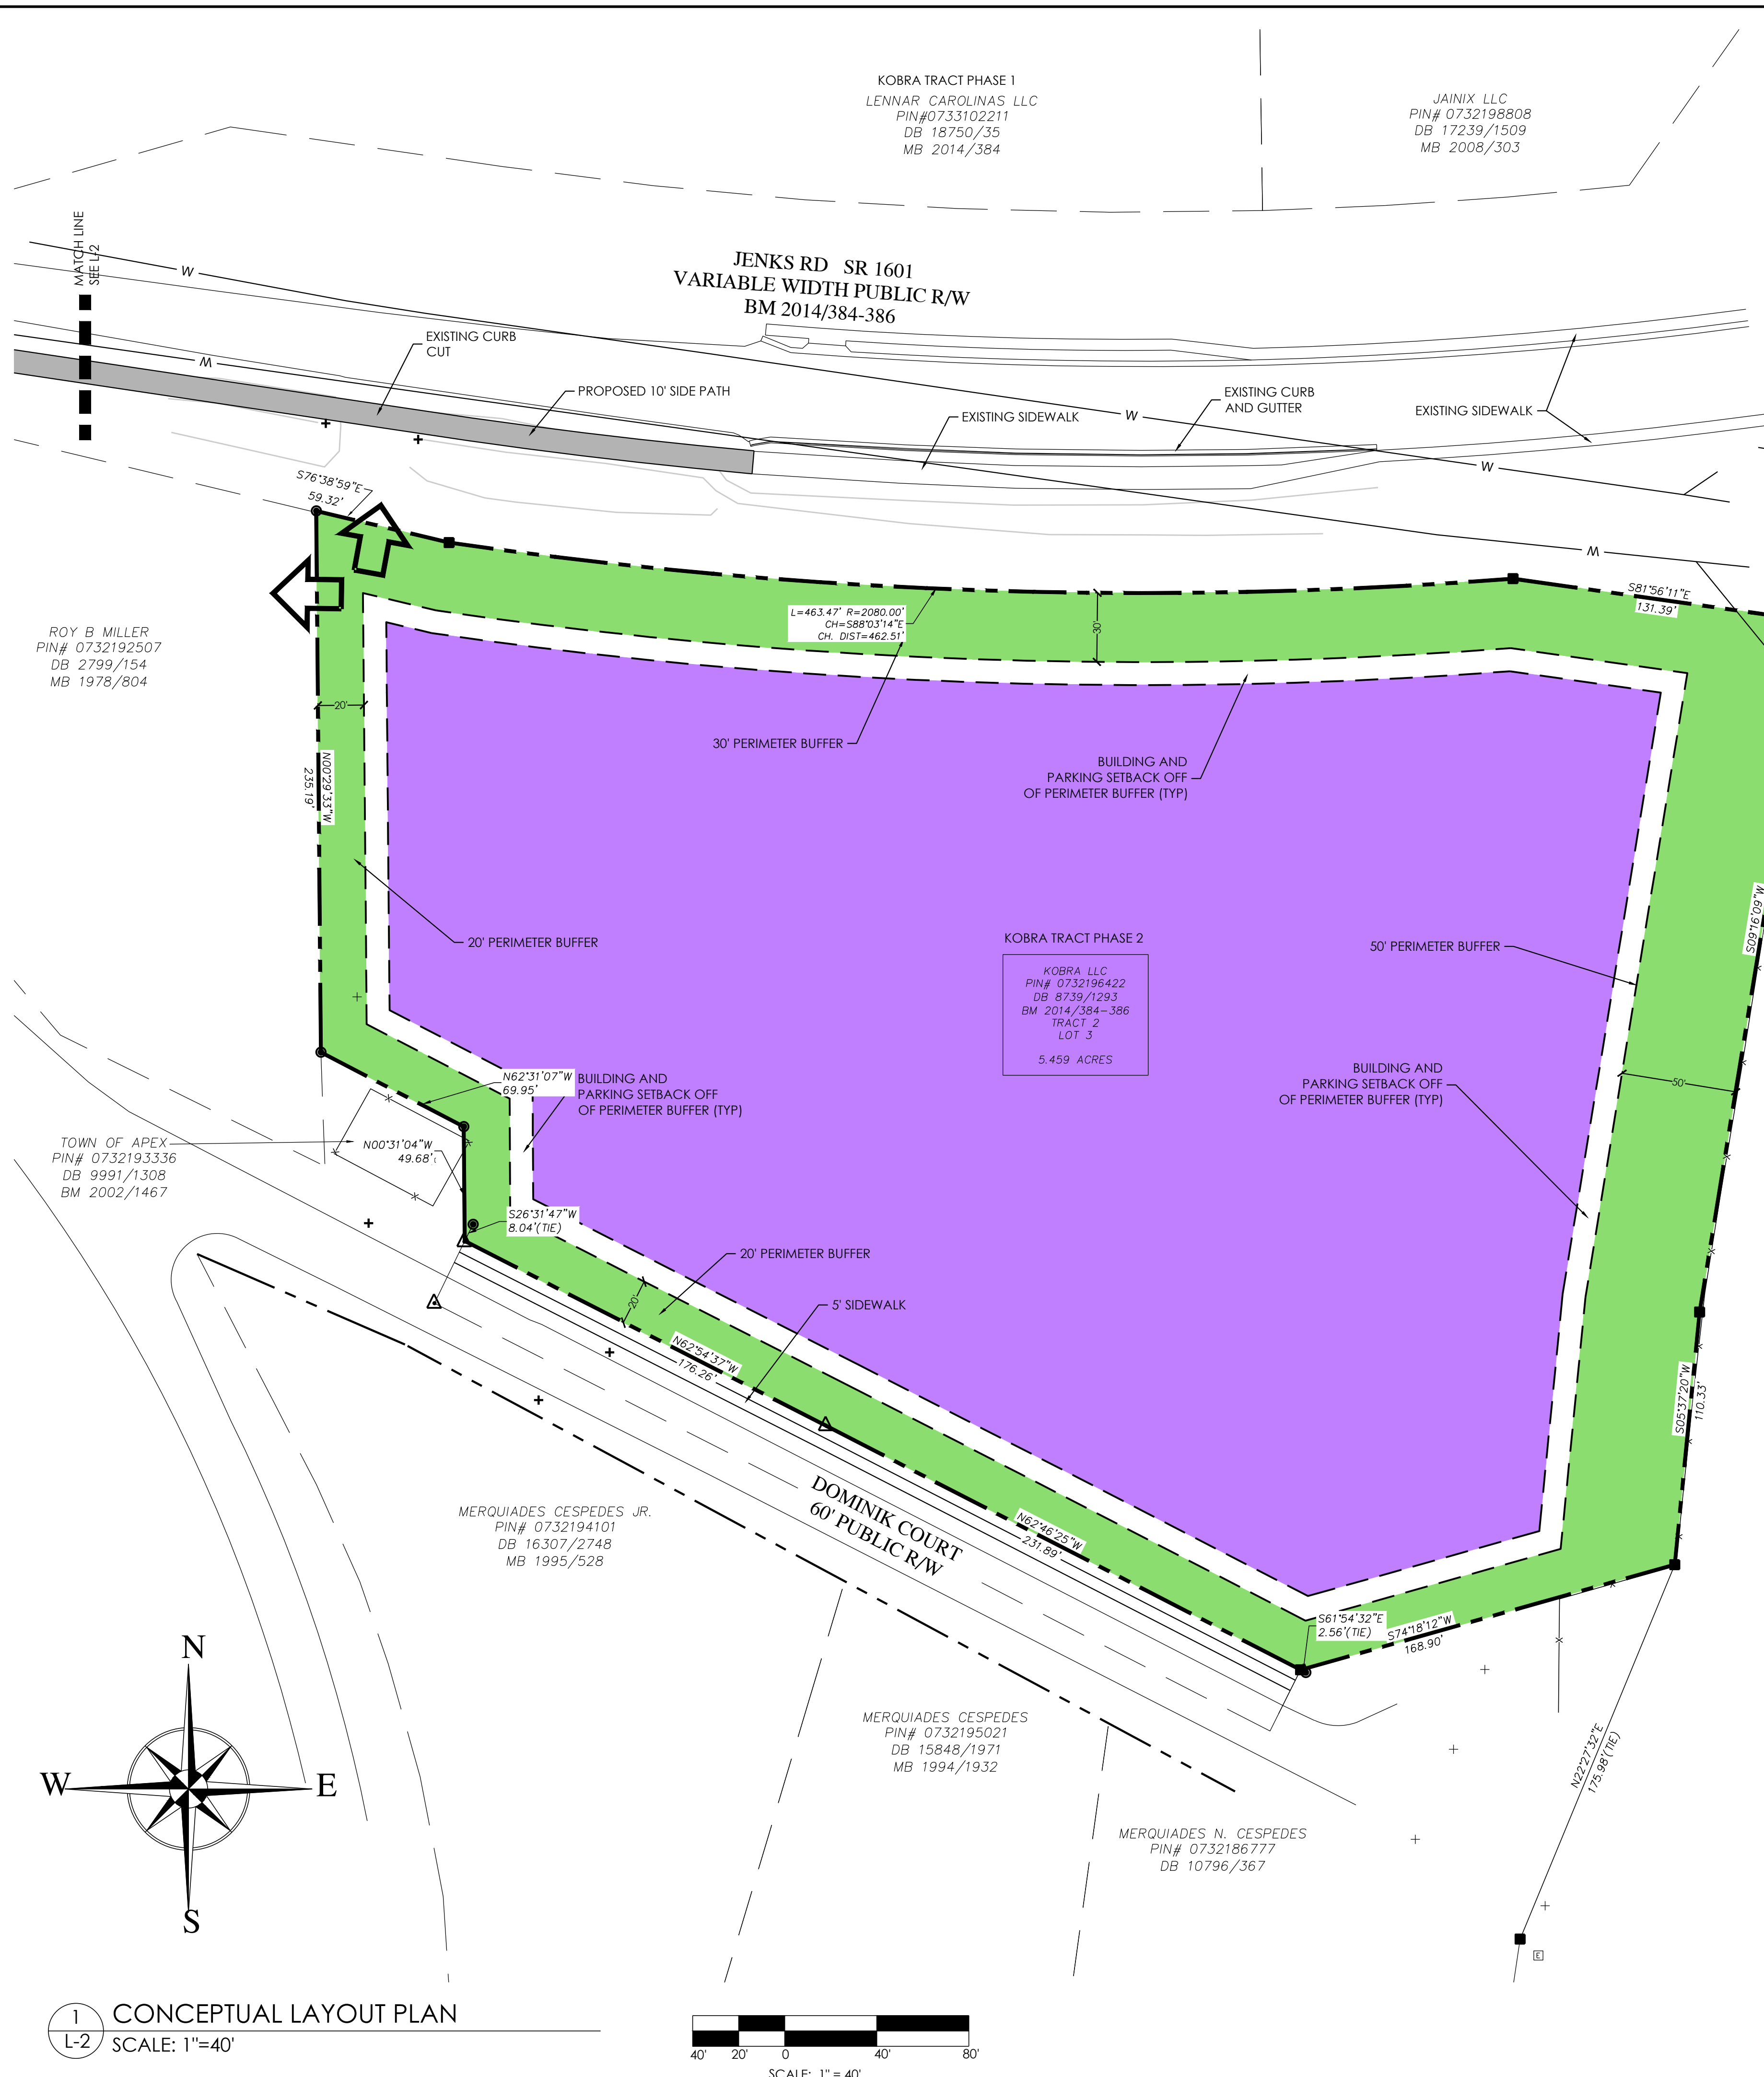 KOBRA TRACT PHASE 1
LENNAR CAROLINAS LLC
PIN#0733102211
DB 18750/35
MB 2014/384
JAINIX LLC
PIN# 0732198808
DB 17239/1509
MB 2008/303
MATCH LINE
SEE L-2
W
JENKS RD SR 1601
VARIABLE WIDTH PUBLIC R/W
BM 2014/384-386
EXISTING CURB
CUT
W
PROPOSED 10' SIDE PATH
EXISTING SIDEWALK
W
EXISTING CURB
AND GUTTER
EXISTING SIDEWALK
W
W
S76°38'59"E
59.32'
L=463.47' R=2080.00'
CH=S88°03'14"E
CH. DIST=462.51'
30'
S81°56'11"E
131.39'
ROY B MILLER
PIN# 0732192507
DB 2799/154
MB 1978/804
20'
N00°29'33"W
235.19'
30' PERIMETER BUFFER
BUILDING AND
PARKING SETBACK OFF
OF PERIMETER BUFFER (TYP)
20' PERIMETER BUFFER
KOBRA TRACT PHASE 2
KOBRA LLC
PIN# 0732196422
DB 8739/1293
BM 2014/384-386
TRACT 2
LOT 3
5.459 ACRES
50' PERIMETER BUFFER
S09°16'09"W
BUILDING AND
PARKING SETBACK OFF
OF PERIMETER BUFFER (TYP)
50'
N62°31'07"W
69.95'
BUILDING AND
PARKING SETBACK OFF
OF PERIMETER BUFFER (TYP)
TOWN OF APEX
PIN# 0732193336
DB 9991/1308
BM 2002/1467
N00°31'04"W
49.68'
S26°31'47"W
8.04'(TIE)
20' PERIMETER BUFFER
20'
5' SIDEWALK
N62°54'37"W
176.26'
S05°37'20"W
110.33'
MERQUIADES CESPEDES JR.
PIN# 0732194101
DB 16307/2748
MB 1995/528
DOMINIK COURT
60' PUBLIC R/W
N62°46'25"W
231.89'
S61°54'32"E
2.56'(TIE)
S74°18'12"W
168.90'
MERQUIADES CESPEDES
PIN# 0732195021
DB 15848/1971
MB 1994/1932
N22°27'32"E
175.98'(TIE)
MERQUIADES N. CESPEDES
PIN# 0732186777
DB 10796/367
N
W
E
S
E
1
L-2
CONCEPTUAL LAYOUT PLAN
SCALE: 1"=40'
40' 20' 0 40' 80'
SCALE: 1" = 40'